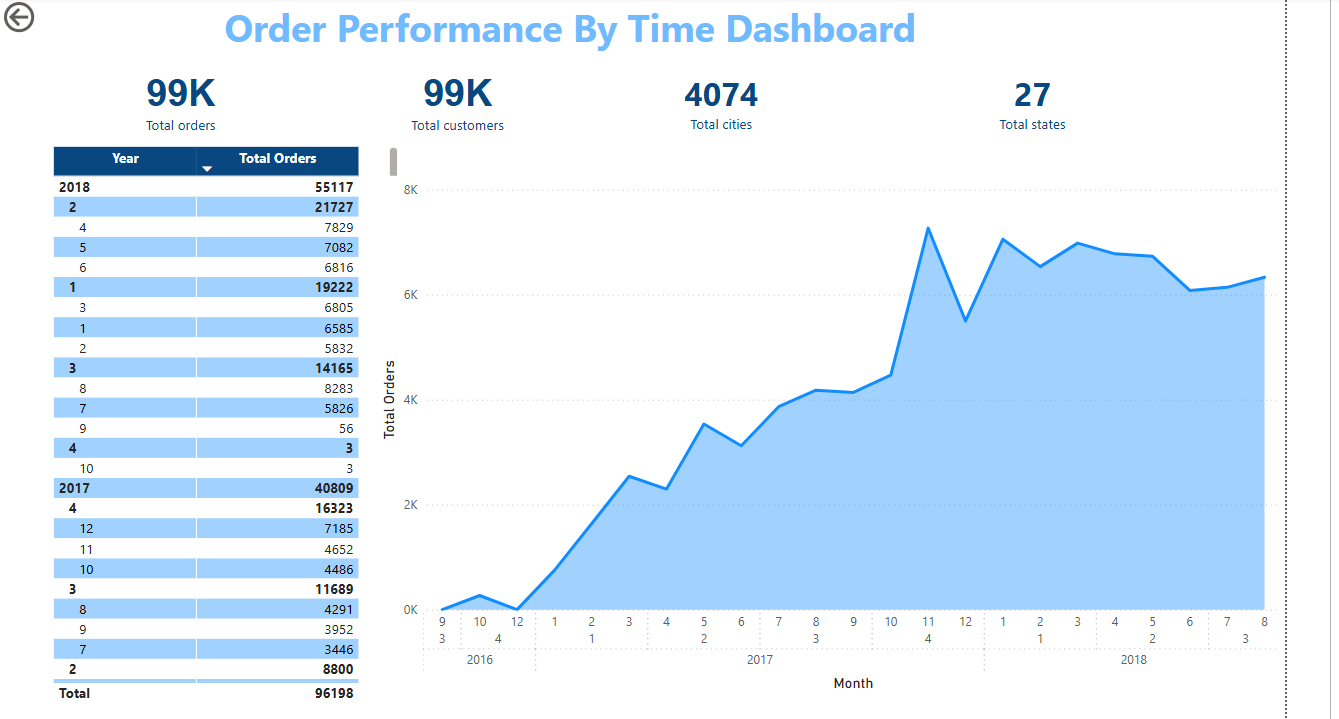 Order Performance By Time Dashboard
99K
Total orders
99K
Total customers
4074
Total cities
27
Total states
Year Total Orders
2018 55117
2 21727
4 7829
5 7082
6 6816
1 19222
3 6805
1 6585
2 5832
3 14165
8 8283
7 5826
9 56
4 3
10 3
2017 40809
4 16323
12 7185
11 4652
10 4486
3 11689
8 4291
9 3952
7 3446
2 8800
Total 96198
Total Orders
8K
6K
4K
2K
0K
9 10 12 1 2 3 4 5 6 7 8 9 10 11 12 1 2 3 4 5 6 7 8
3 4 1 2 3 4 1 2 3
2016 2017 2018
Month